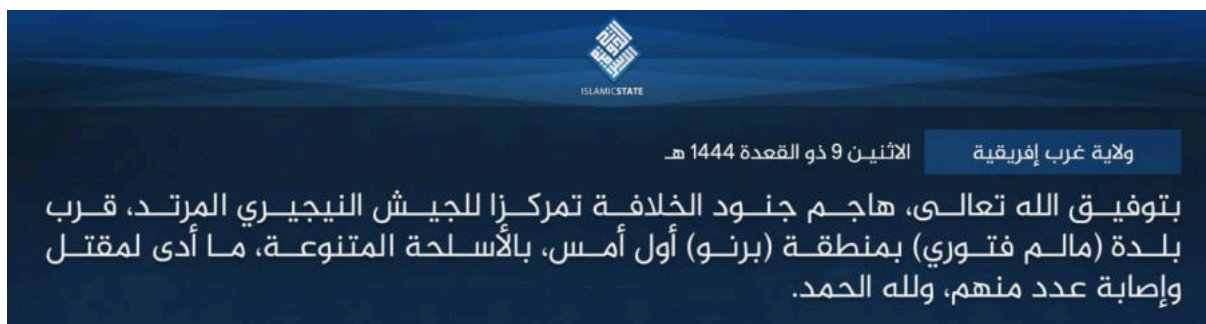 ISLAMICSTATE
ولاية غرب إفريقية الاثنين 9 ذو القعدة 1444 هـ
بتوفيق الله تعالى، هاجم جنود الخلافة تمركزا للجيش النيجيري المرتد، قرب
بلدة (مالم فتوري) بمنطقة (برنو) أول أمس، بالأسلحة المتنوعة، ما أدى لمقتل
وإصابة عدد منهم، ولله الحمد.